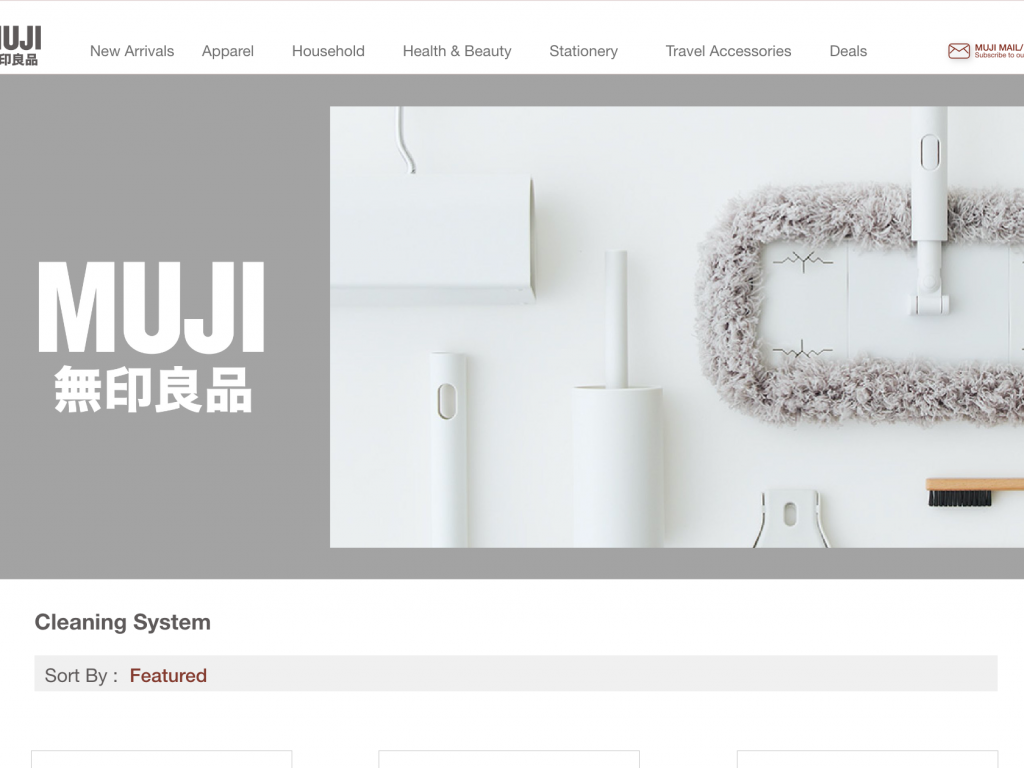 MUJI
無印良品
New Arrivals
Apparel
Household
Health & Beauty
Stationery
Travel Accessories
Deals
MUJI MAIL/
Subscribe to ou
MUJI
無印良品
Cleaning System
Sort By : Featured